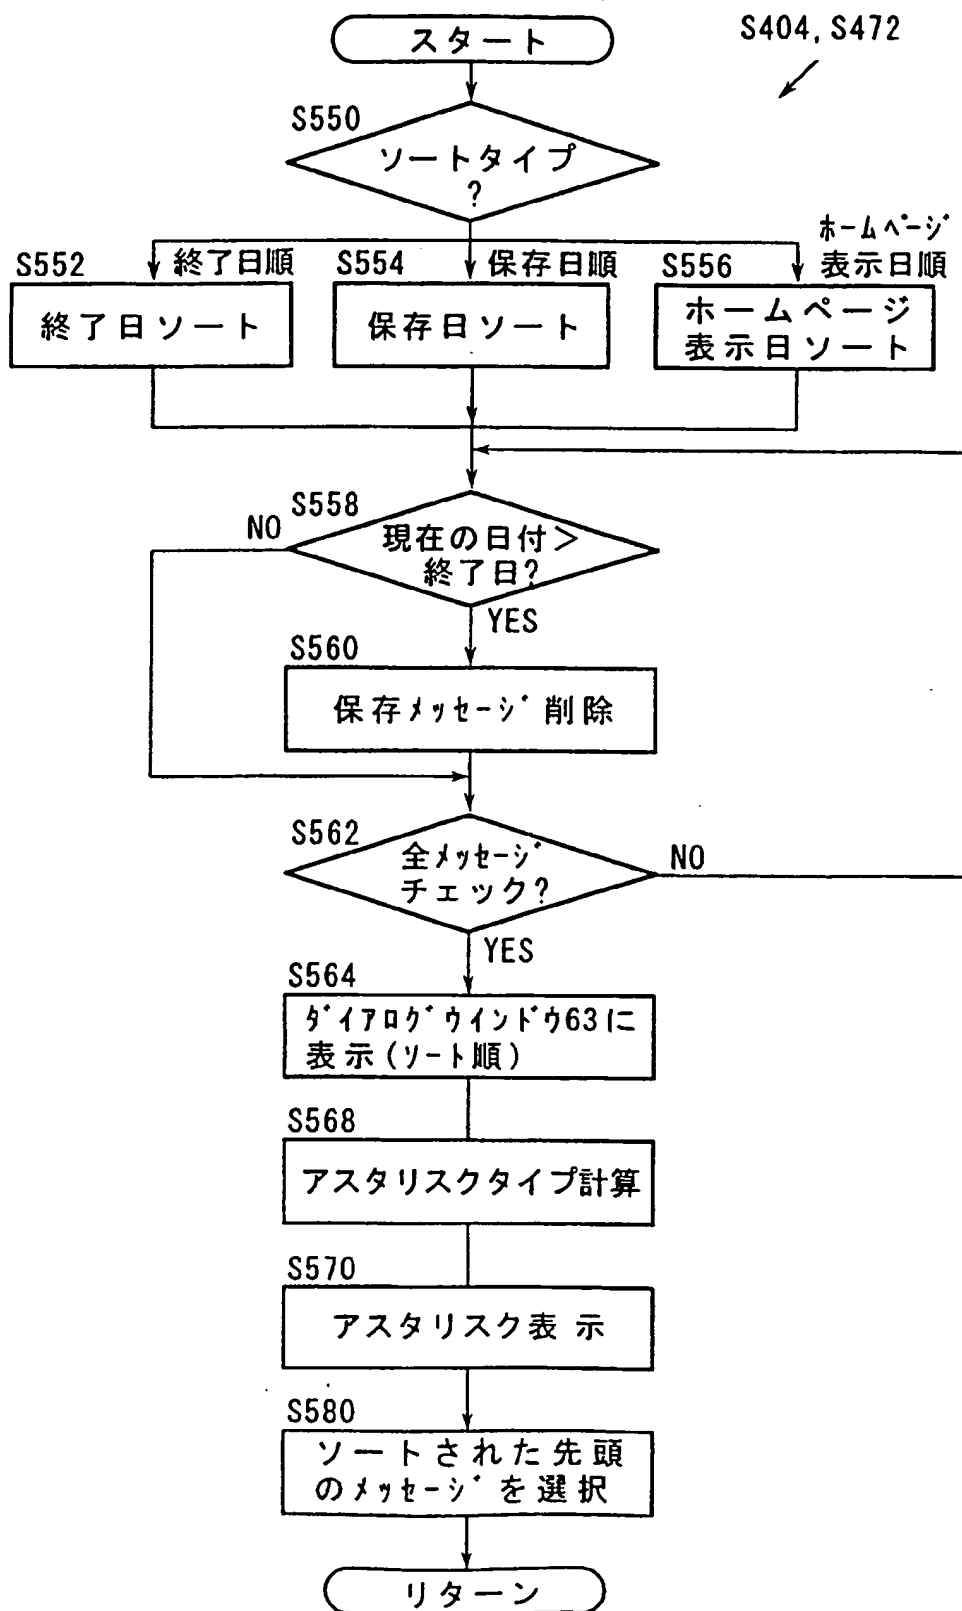 スタート
S404, S472
S550
ソートタイプ
?
S552
終了日順
S554
保存日順
S556
ホームページ
表示日順
終了日ソート
保存日ソート
ホームページ
表示日ソート
S558
NO
現在の日付>
終了日?
YES
S560
保存メッセージ削除
S562
全メッセージ
チェック?
NO
YES
S564
ダイアログウインドウ63に
表示(ソート順)
S568
アスタリスクタイプ計算
S570
アスタリスク表示
S580
ソートされた先頭
のメッセージを選択
リターン